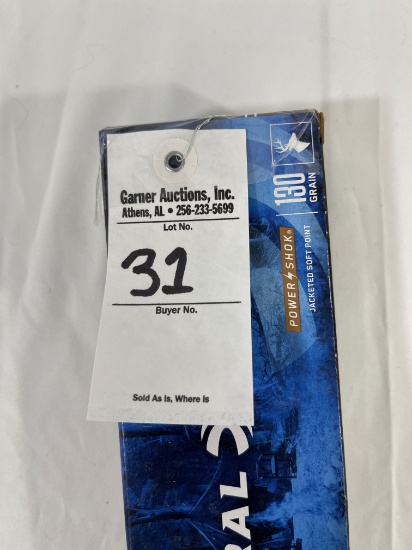 Garner Auctions, Inc.
Athens, AL • 256-233-5699
Lot No.
31
Buyer No.
Sold As Is, Where Is
130
GRAIN
POWER SHOK®
JACKETED SOFT POINT
RAL